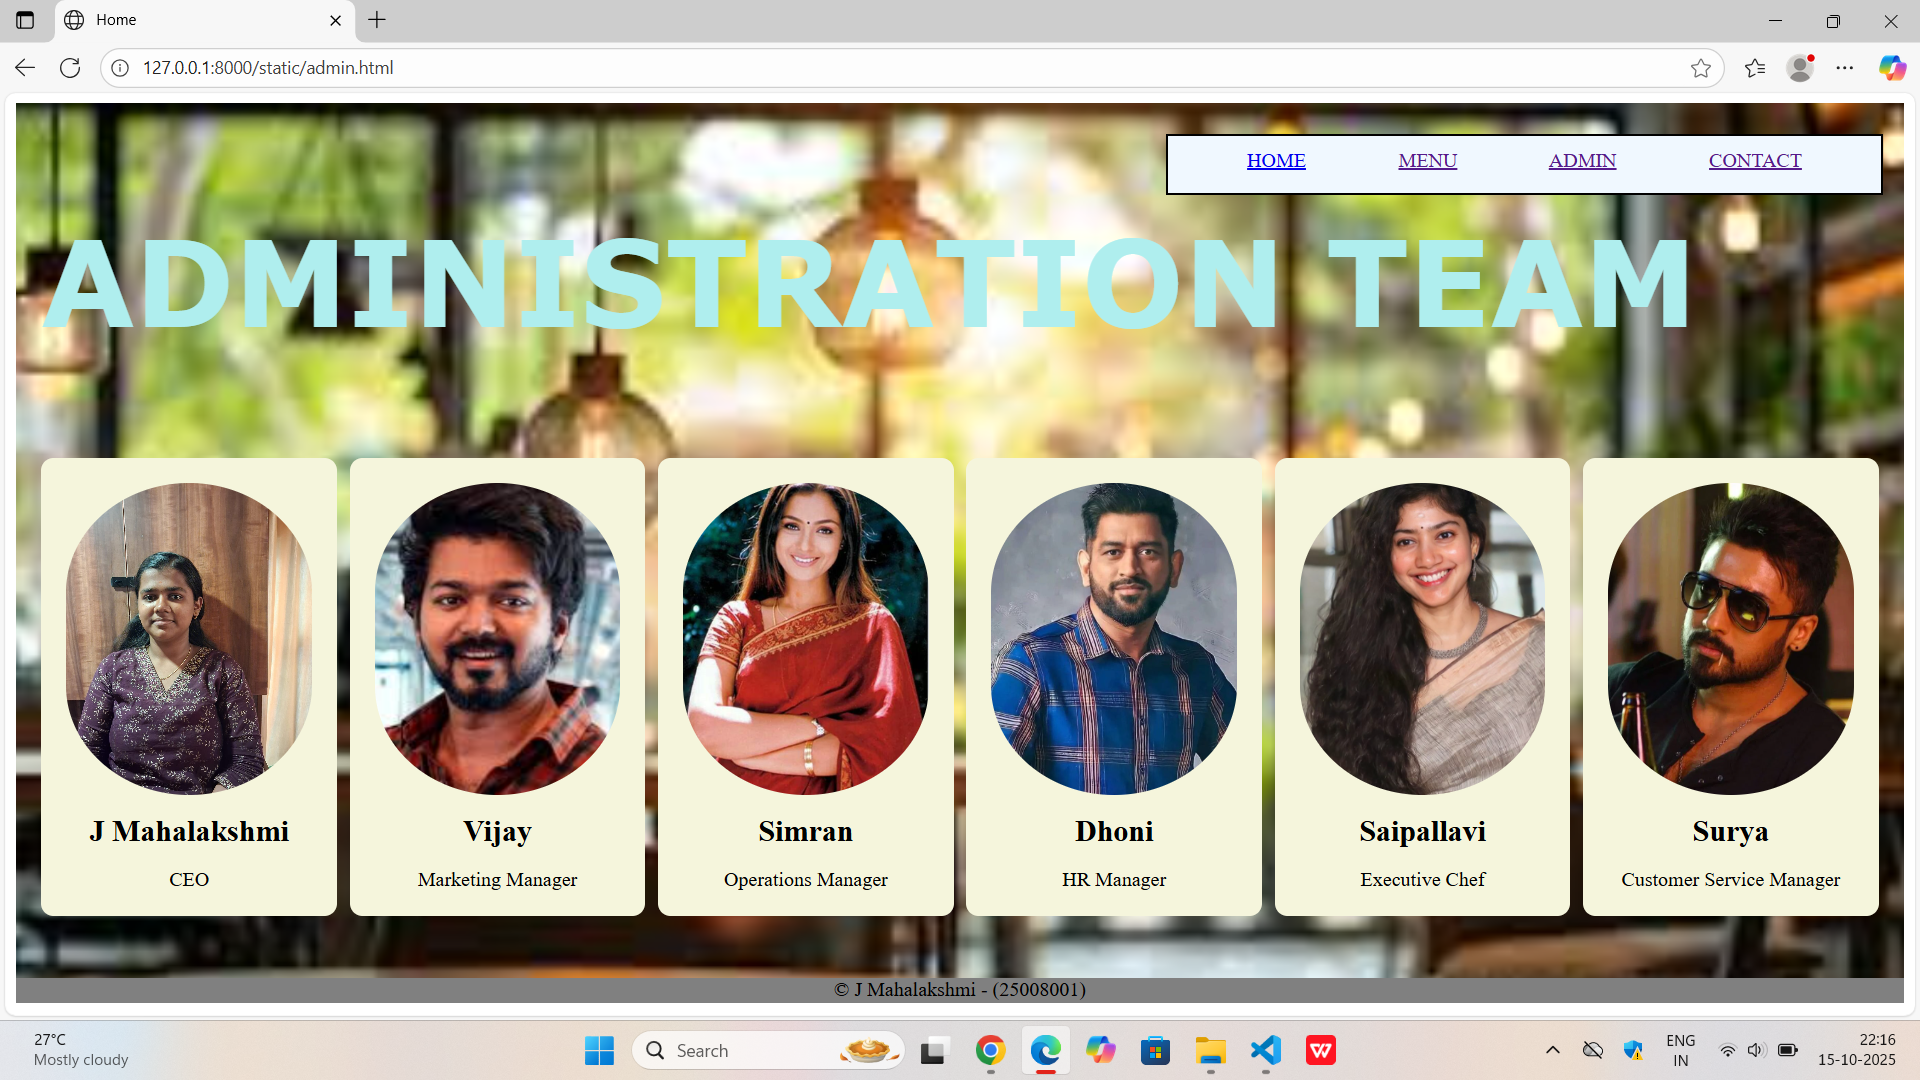 Home
127.0.0.1:8000/static/admin.html
HOME MENU ADMIN CONTACT
ADMINISTRATION TEAM
J Mahalakshmi
CEO
Vijay
Marketing Manager
Simran
Operations Manager
Dhoni
HR Manager
Saipallavi
Executive Chef
Surya
Customer Service Manager
© J Mahalakshmi - (25008001)
27°C
Mostly cloudy
Search
W
ENG
IN
22:16
15-10-2025